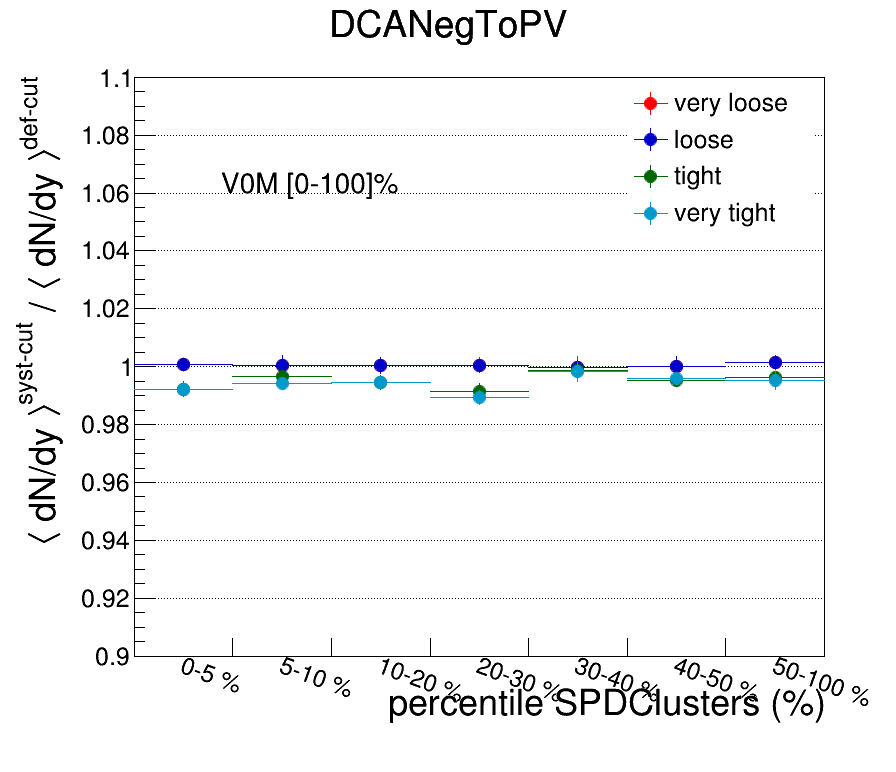 DCANegToPV
⟨ dN/dy ⟩^syst-cut / ⟨ dN/dy ⟩^def-cut
1.1
1.08
1.06
1.04
1.02
1
0.98
0.96
0.94
0.92
0.9
V0M [0-100]%
very loose
loose
tight
very tight
0-5 %
5-10 %
10-20 %
20-30 %
30-40 %
40-50 %
50-100 %
percentile SPDClusters (%)